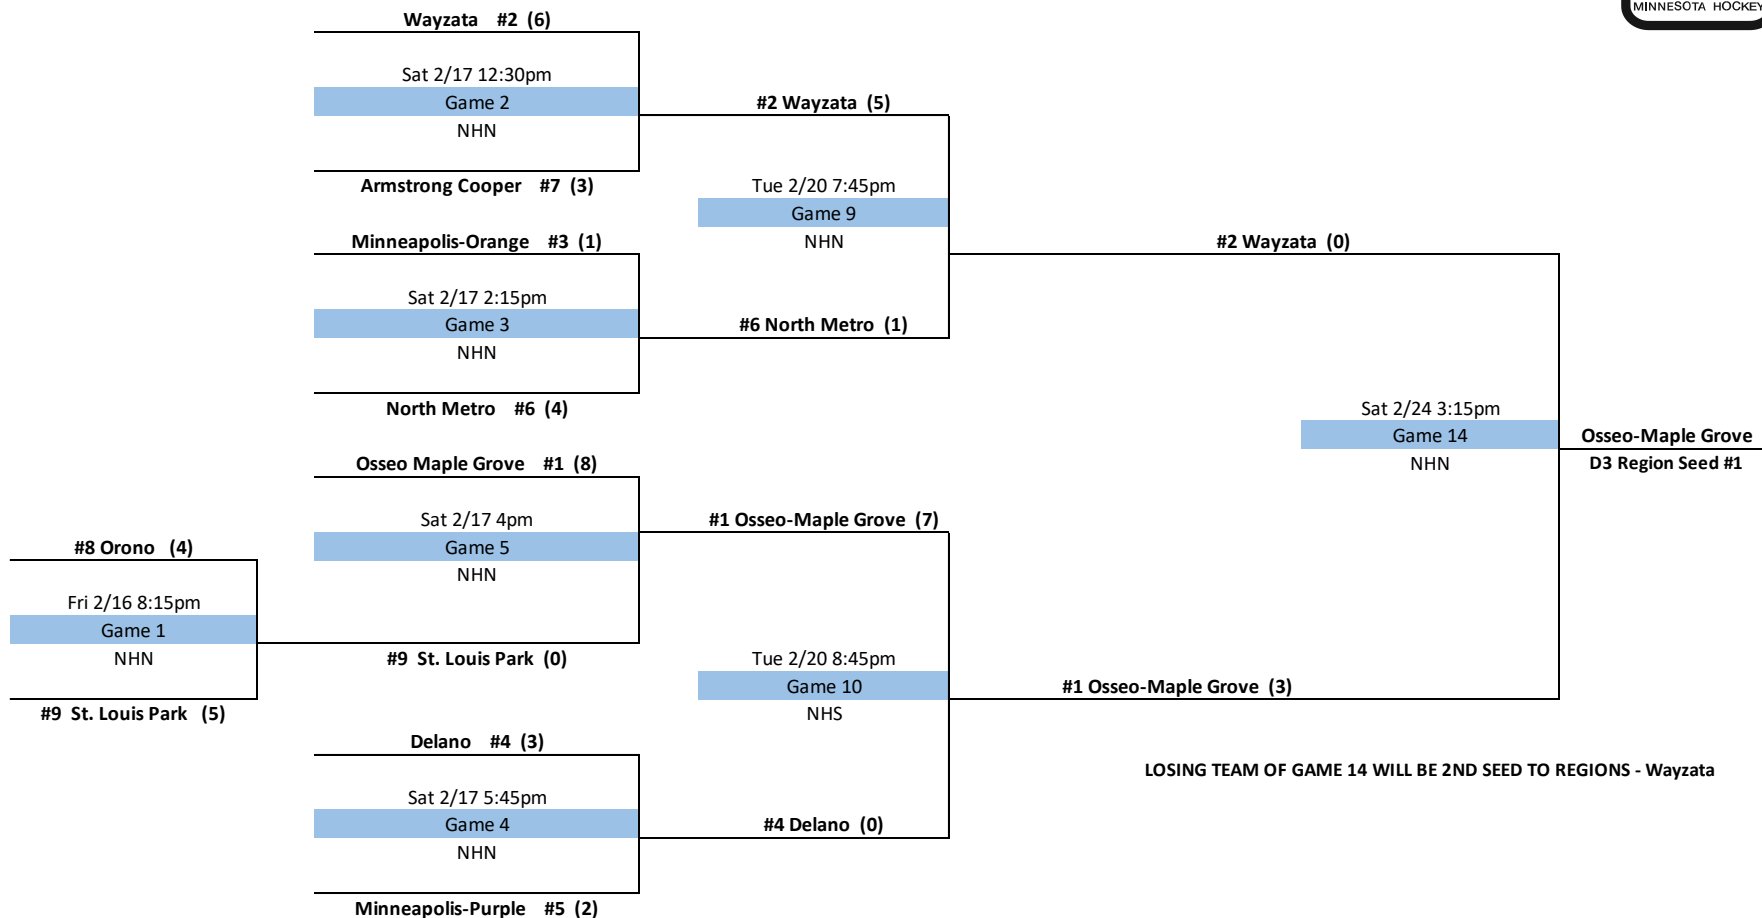 MINNESOTA HOCKEY
Wayzata #2 (6)
Sat 2/17 12:30pm
Game 2
NHN
Armstrong Cooper #7 (3)
#2 Wayzata (5)
Tue 2/20 7:45pm
Game 9
NHN
Minneapolis-Orange #3 (1)
Sat 2/17 2:15pm
Game 3
NHN
North Metro #6 (4)
#6 North Metro (1)
#2 Wayzata (0)
Sat 2/24 3:15pm
Game 14
NHN
Osseo-Maple Grove
D3 Region Seed #1
Osseo Maple Grove #1 (8)
Sat 2/17 4pm
Game 5
NHN
#9 St. Louis Park (0)
#8 Orono (4)
Fri 2/16 8:15pm
Game 1
NHN
#9 St. Louis Park (5)
#1 Osseo-Maple Grove (7)
Tue 2/20 8:45pm
Game 10
NHS
#1 Osseo-Maple Grove (3)
Delano #4 (3)
Sat 2/17 5:45pm
Game 4
NHN
Minneapolis-Purple #5 (2)
#4 Delano (0)
LOSING TEAM OF GAME 14 WILL BE 2ND SEED TO REGIONS - Wayzata